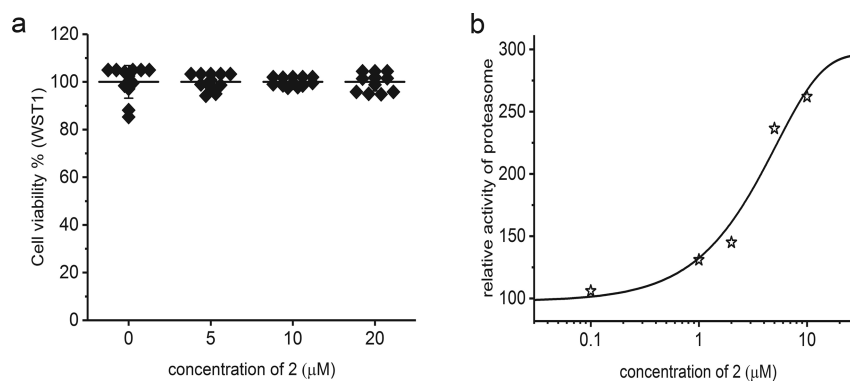 a
120
100
80
60
40
20
0
Cell viability % (WST1)
0 5 10 20
concentration of 2 (μM)
b
300
250
200
150
100
relative activity of proteasome
0.1 1 10
concentration of 2 (μM)